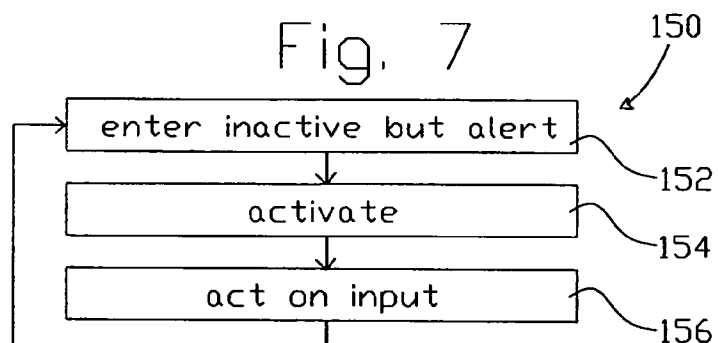 Fig. 7
150
enter inactive but alert
152
activate
154
act on input
156